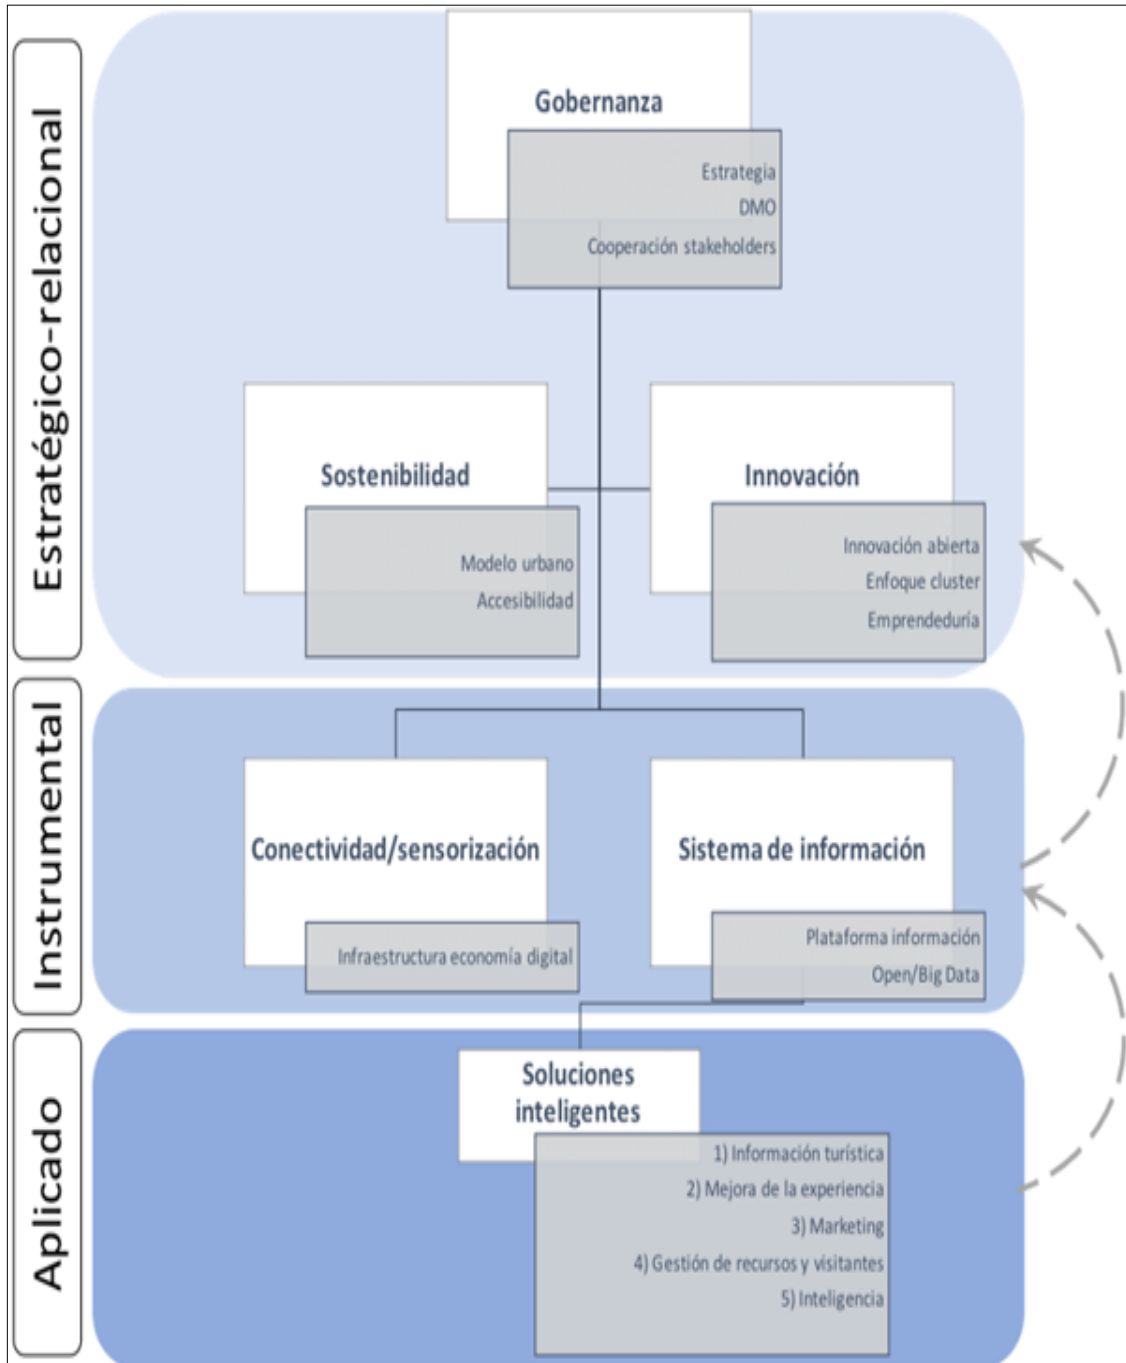 Estratégico-relacional
Gobernanza
Estrategia
DMO
Cooperación stakeholders
Sostenibilidad
Modelo urbano
Accesibilidad
Innovación
Innovación abierta
Enfoque cluster
Emprendeduría
Instrumental
Conectividad/sensorización
Infraestructura economía digital
Sistema de información
Plataforma información
Open/Big Data
Aplicado
Soluciones
inteligentes
1) Información turística
2) Mejora de la experiencia
3) Marketing
4) Gestión de recursos y visitantes
5) Inteligencia